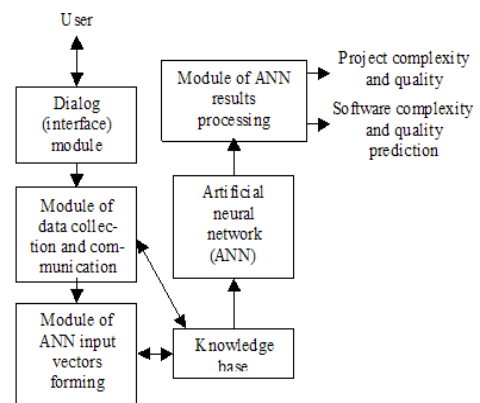 User
Dialog
(interface)
module
Module of
data collec-
tion and com-
munication
Module of
ANN input
vectors
forming
Module of ANN
results
processing
Artificial
neural
network
(ANN)
Knowledge
base
Project complexity
and quality
Software complexity
and quality
prediction